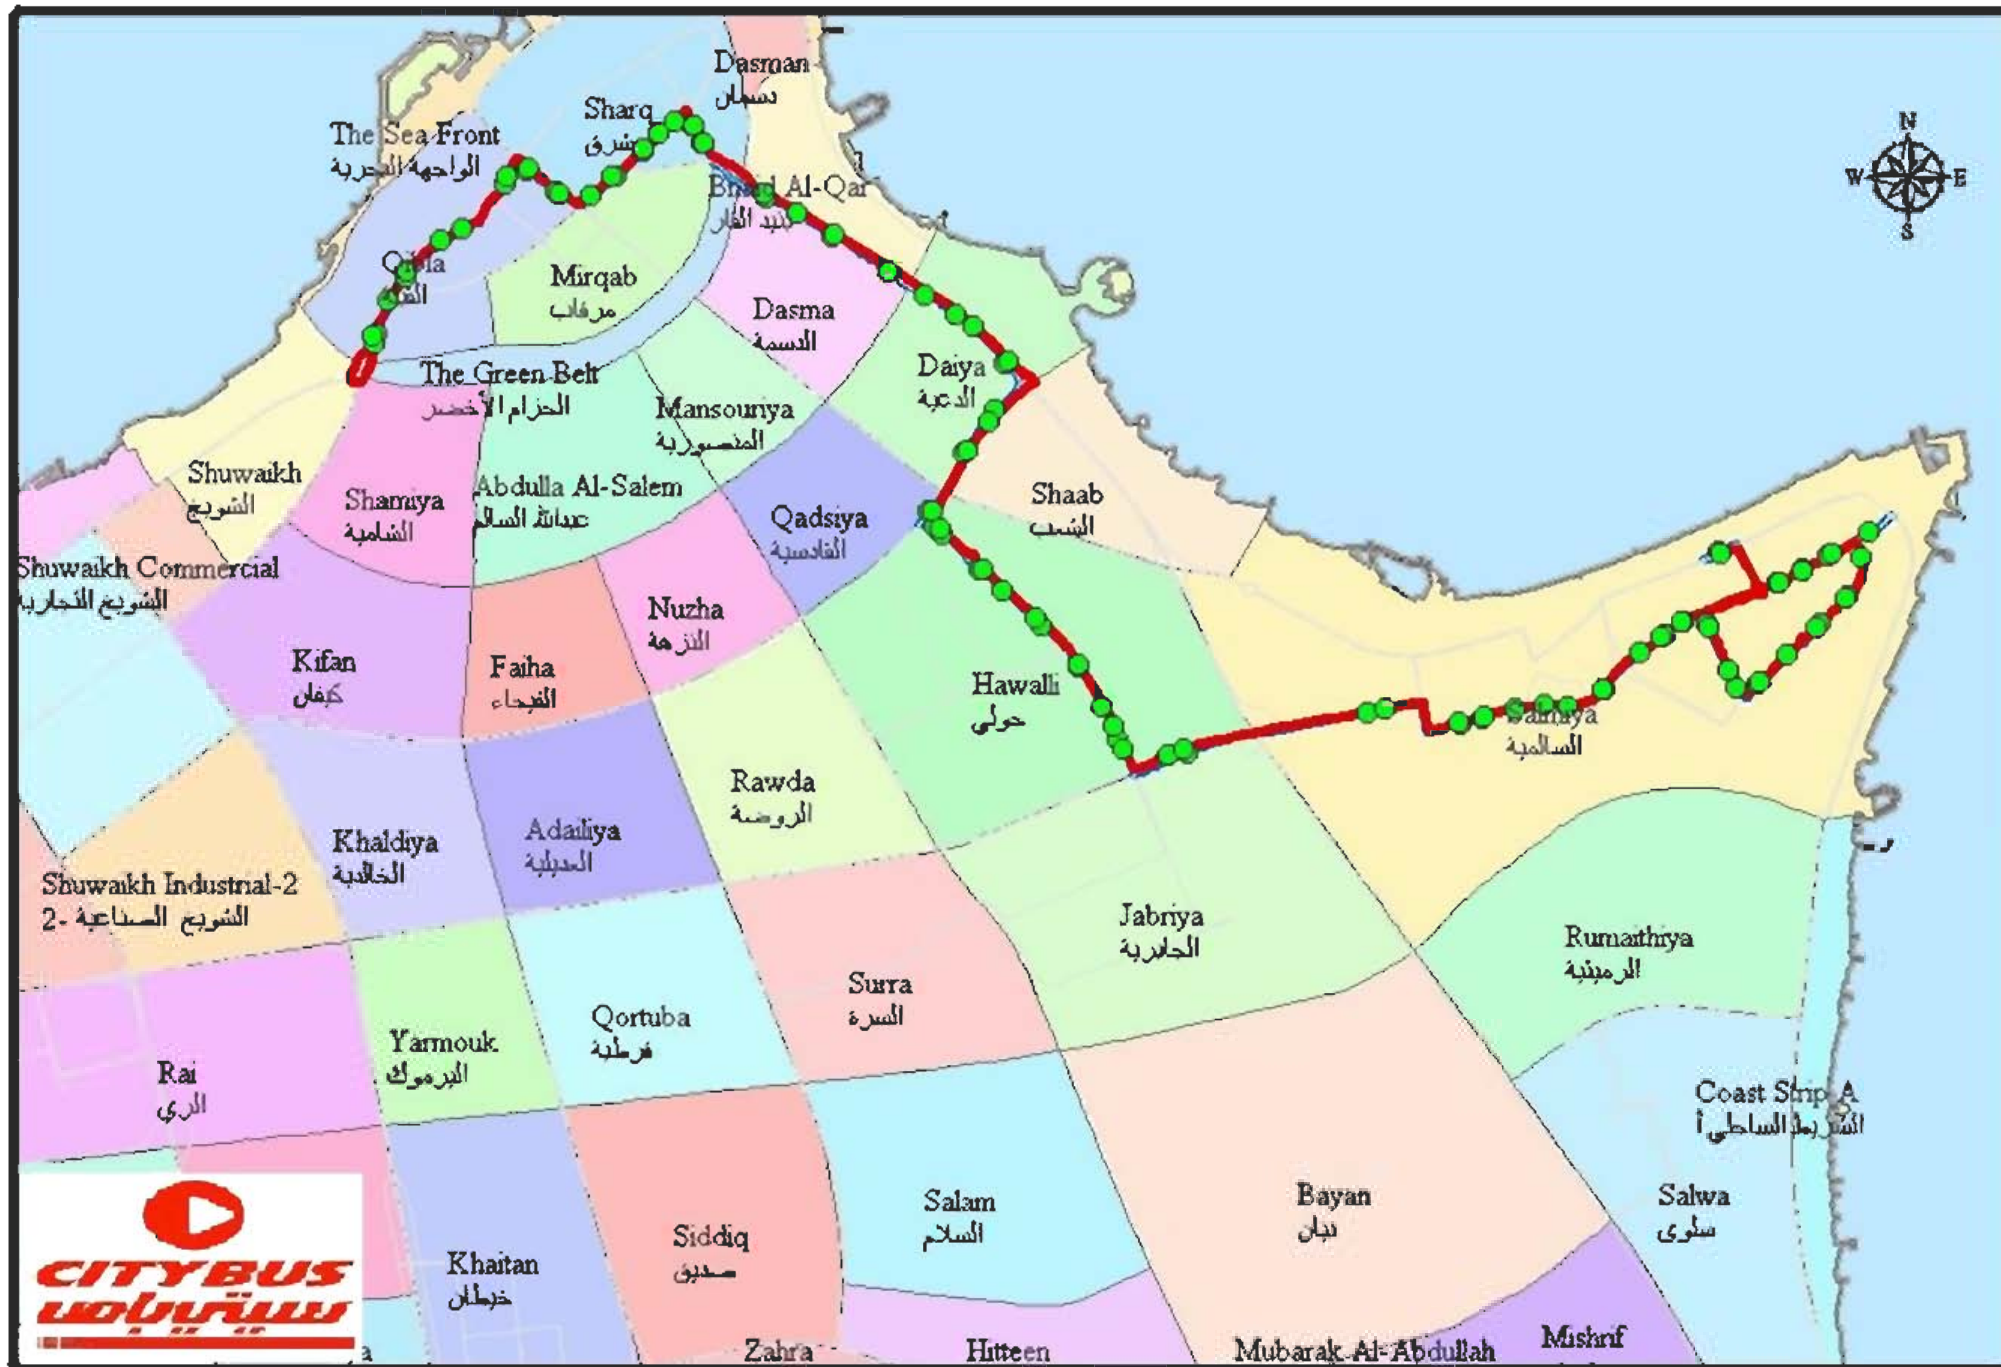 Dasman
دسمان
Sharq
شرق
The Sea Front
الواجهة البحرية
N
W
E
S
Bnaid Al-Qar
بنيد القار
Qibla
القبلة
Mirqab
مرقاب
Dasma
الدسمة
Daiya
الدعية
The Green Belt
الحزام الأخضر
Mansouriya
المنصورية
Shuwaikh
الشويخ
Shamiya
الشامية
Abdulla Al-Salem
عبدالله السالم
Qadsiya
القادسية
Shaab
الشعب
Shuwaikh Commercial
الشويخ التجارية
Nuzha
النزهة
Kifan
كيفان
Faiha
الفيحاء
Hawalli
حولي
Salmiya
السالمية
Rawda
الروضة
Khaldiya
الخالدية
Adailiya
العديلية
Shuwaikh Industrial-2
الشويخ الصناعية -2
Jabriya
الجابرية
Rumaithiya
الرميثية
Surra
السرة
Qortuba
قرطبة
Yarmouk
اليرموك
Rai
الري
Coast Strip A
الشريط الساحلي أ
Salam
السلام
Bayan
بيان
Salwa
سلوى
Siddiq
صديق
Khaitan
خيطان
CITYBUS
سيتي باص
Zahra
Hitteen
Mubarak Al-Abdullah
Mishrif